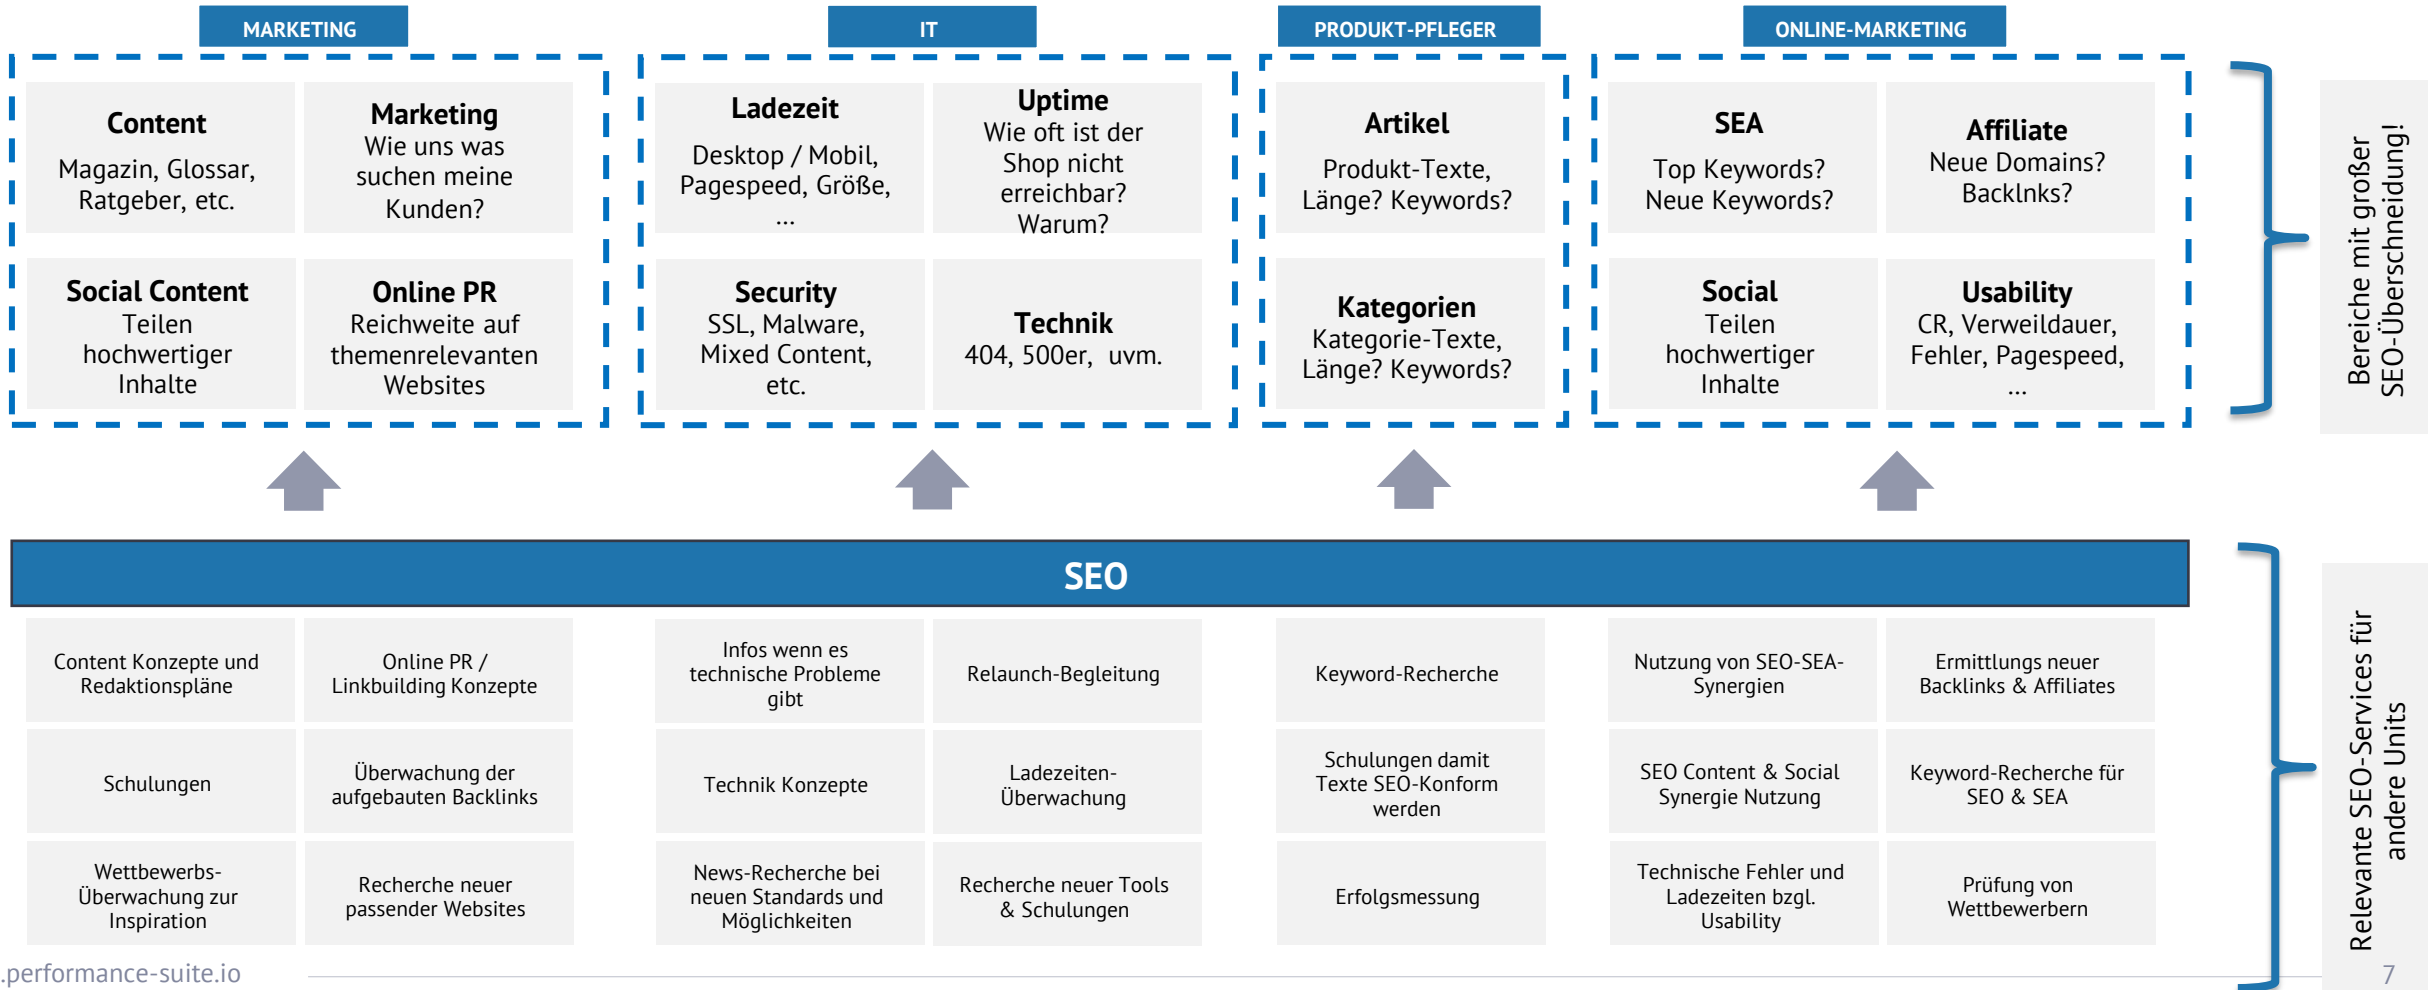 MARKETING
IT
PRODUKT-PFLEGER
ONLINE-MARKETING
Content
Magazin, Glossar,
Ratgeber, etc.
Marketing
Wie uns was
suchen meine
Kunden?
Social Content
Teilen
hochwertiger
Inhalte
Online PR
Reichweite auf
themenrelevanten
Websites
Ladezeit
Desktop / Mobil,
Pagespeed, Größe,
...
Uptime
Wie oft ist der
Shop nicht
erreichbar?
Warum?
Security
SSL, Malware,
Mixed Content,
etc.
Technik
404, 500er, uvm.
Artikel
Produkt-Texte,
Länge? Keywords?
Kategorien
Kategorie-Texte,
Länge? Keywords?
SEA
Top Keywords?
Neue Keywords?
Affiliate
Neue Domains?
Backlnks?
Social
Teilen
hochwertiger
Inhalte
Usability
CR, Verweildauer,
Fehler, Pagespeed,
...
Bereiche mit großer
SEO-Überschneidung!
SEO
Content Konzepte und
Redaktionspläne
Online PR /
Linkbuilding Konzepte
Schulungen
Überwachung der
aufgebauten Backlinks
Wettbewerbs-
Überwachung zur
Inspiration
Recherche neuer
passender Websites
Infos wenn es
technische Probleme
gibt
Relaunch-Begleitung
Technik Konzepte
Ladezeiten-
Überwachung
News-Recherche bei
neuen Standards und
Möglichkeiten
Recherche neuer Tools
& Schulungen
Keyword-Recherche
Schulungen damit
Texte SEO-Konform
werden
Erfolgsmessung
Nutzung von SEO-SEA-
Synergien
Ermittlungs neuer
Backlinks & Affiliates
SEO Content & Social
Synergie Nutzung
Keyword-Recherche für
SEO & SEA
Technische Fehler und
Ladezeiten bzgl.
Usability
Prüfung von
Wettbewerbern
Relevante SEO-Services für
andere Units
.performance-suite.io
7